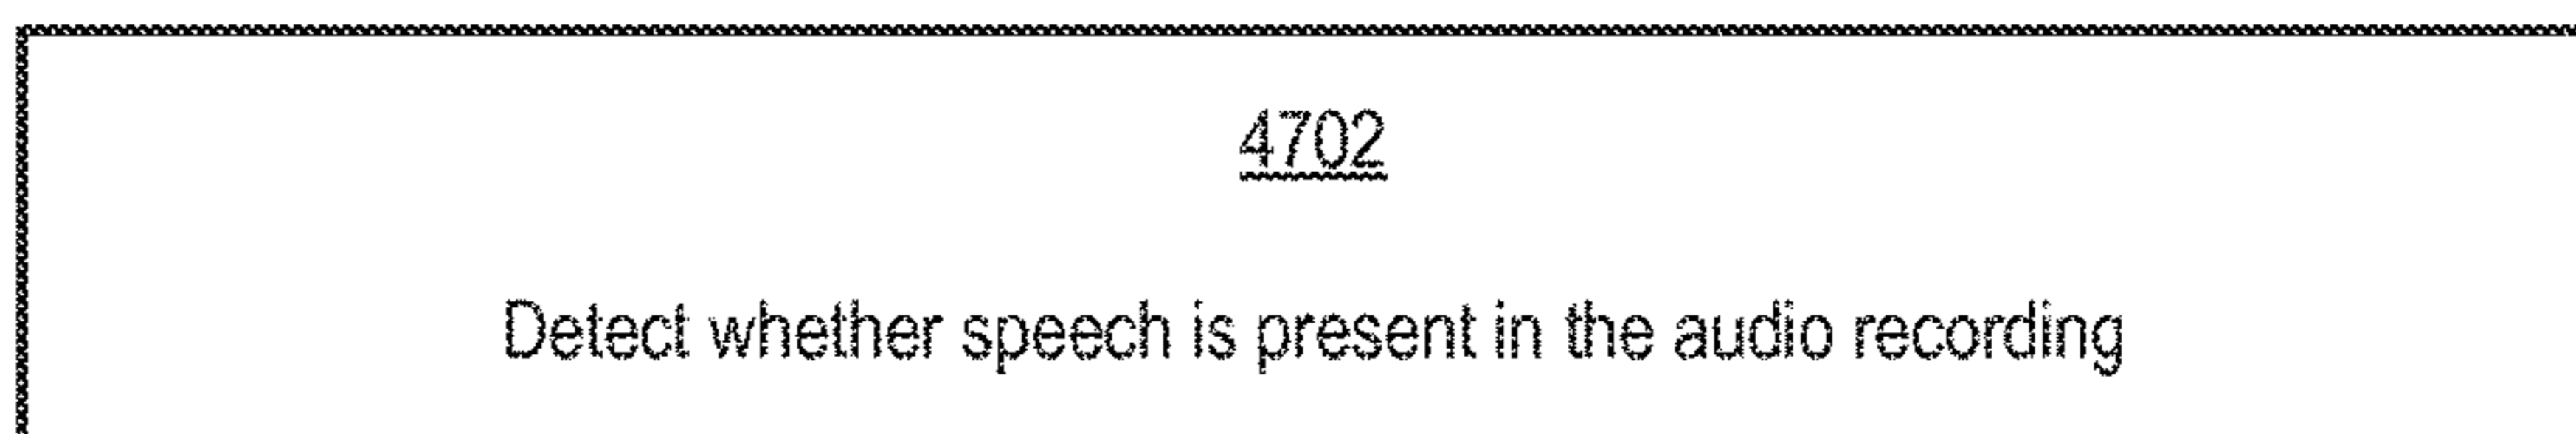 4702
Detect whether speech is present in the audio recording